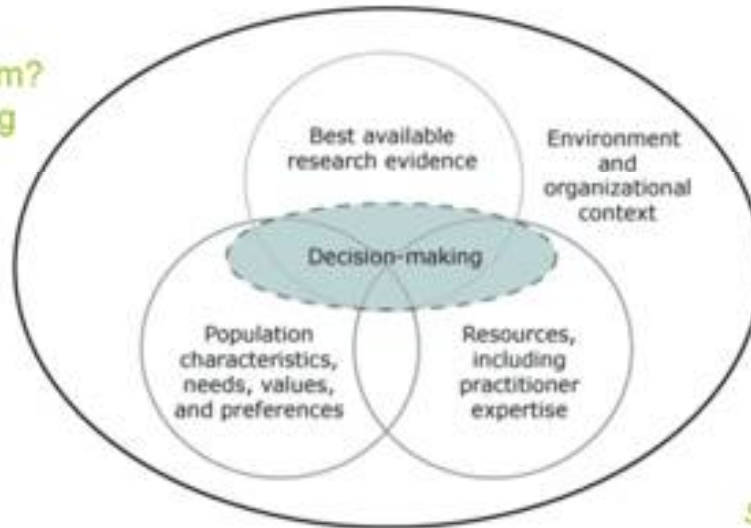 m?
g
Best available
research evidence
Environment
and
organizational
context
Decision-making
Population
characteristics,
needs, values,
and preferences
Resources,
including
practitioner
expertise